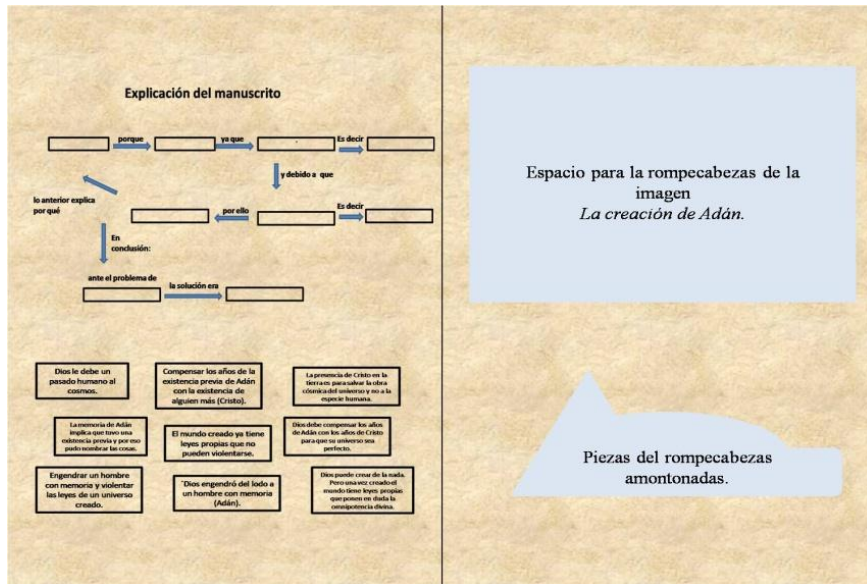 Explicación del manuscrito
porque
ya que
Es decir
y debido a que
lo anterior explica
por qué
por ello
Es decir
En
conclusión:
ante el problema de
la solución era
Dios le debe un
pasado humano al
cosmos.
Compensar los años de la
existencia previa de Adán
con la existencia de
alguien más (Cristo).
La presencia de Cristo en la
tierra es para salvar la obra
cósmica del universo y no a la
especie humana.
La memoria de Adán
implica que tuvo una
existencia previa y por eso
pudo nombrar las cosas.
El mundo creado ya tiene
leyes propias que no
pueden violentarse.
Dios debe compensar los años
de Adán con los años de Cristo
para que su universo sea
perfecto.
Engendrar un hombre
con memoria y violentar
las leyes de un universo
creado.
¨Dios engendró del lodo a
un hombre con memoria
(Adán).
Dios puede crear de la nada.
Pero una vez creado el
mundo tiene leyes propias
que ponen en duda la
omnipotencia divina.
Espacio para la rompecabezas de la
imagen
La creación de Adán.
Piezas del rompecabezas
amontonadas.